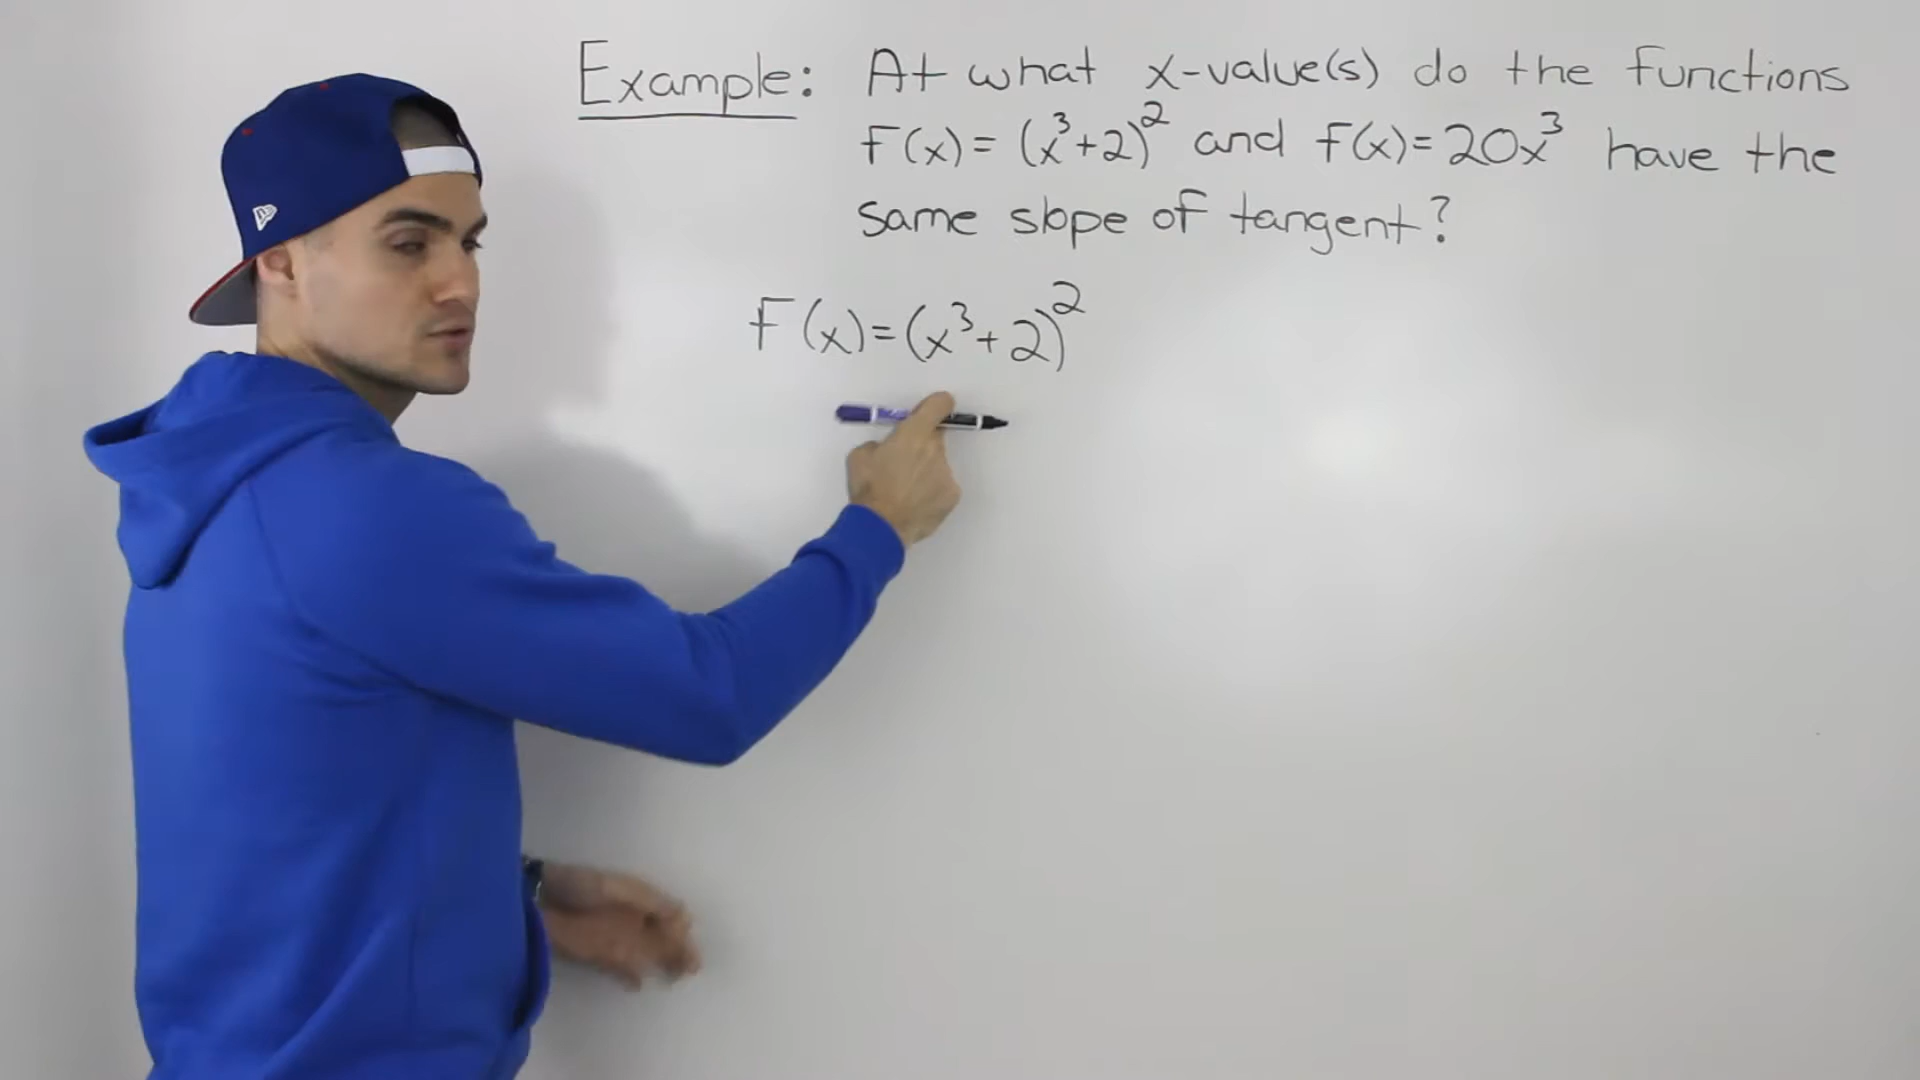 Example: At what x-value(s) do the functions
F(x) = (x³+2)² and f(x) = 20x³ have the
same slope of tangent?
F(x) = (x³+2)²